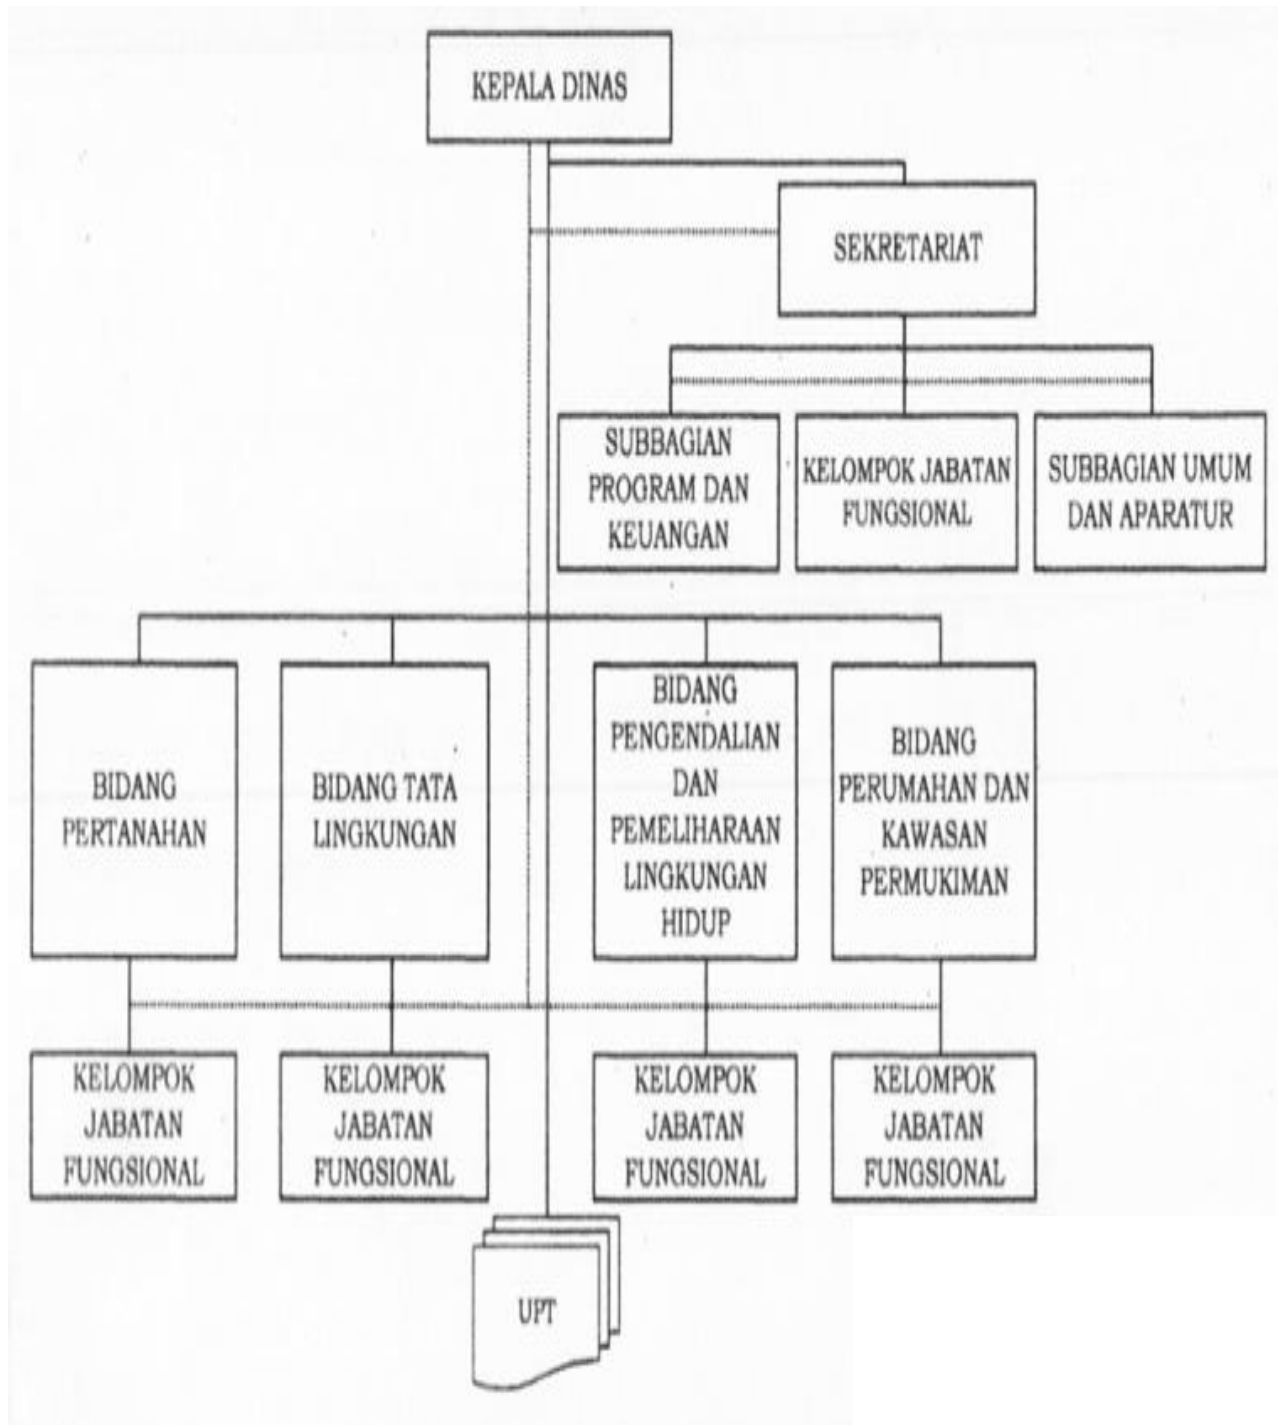 KEPALA DINAS
SEKRETARIAT
SUBBAGIAN
PROGRAM DAN
KEUANGAN
KELOMPOK JABATAN
FUNGSIONAL
SUBBAGIAN UMUM
DAN APARATUR
BIDANG
PERTANAHAN
BIDANG TATA
LINGKUNGAN
BIDANG
PENGENDALIAN
DAN
PEMELIHARAAN
LINGKUNGAN
HIDUP
BIDANG
PERUMAHAN DAN
KAWASAN
PERMUKIMAN
KELOMPOK
JABATAN
FUNGSIONAL
KELOMPOK
JABATAN
FUNGSIONAL
KELOMPOK
JABATAN
FUNGSIONAL
KELOMPOK
JABATAN
FUNGSIONAL
UPT